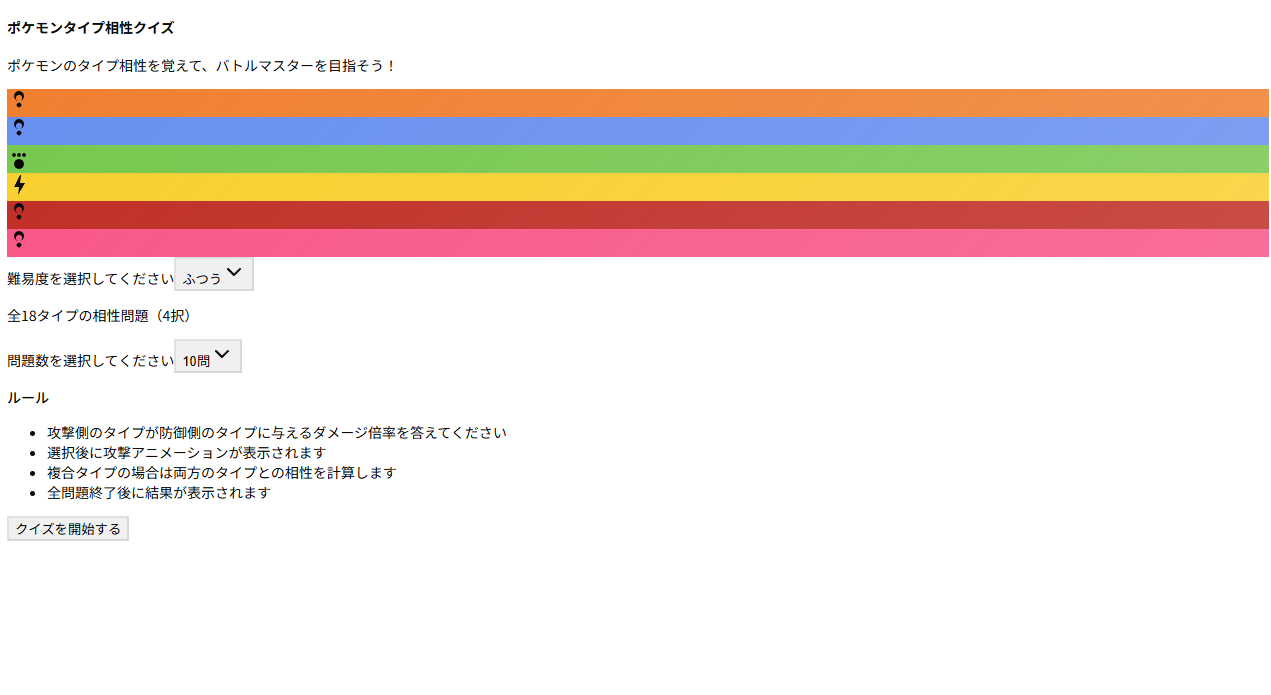 ポケモンタイプ相性クイズ
ポケモンのタイプ相性を覚えて、バトルマスターを目指そう！
難易度を選択してください ふつう
全18タイプの相性問題（4択）
問題数を選択してください 10問
ルール
攻撃側のタイプが防御側のタイプに与えるダメージ倍率を答えてください
選択後に攻撃アニメーションが表示されます
複合タイプの場合は両方のタイプとの相性を計算します
全問題終了後に結果が表示されます
クイズを開始する